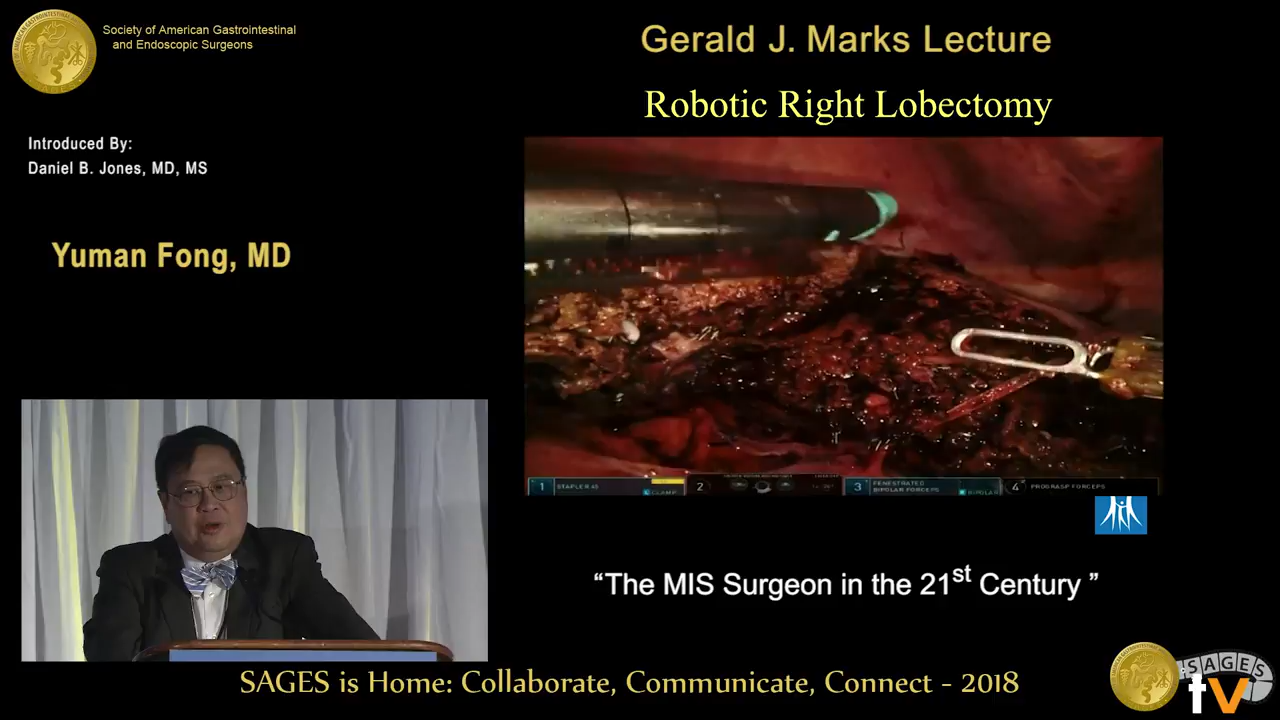 Society of American Gastrointestinal
and Endoscopic Surgeons
Gerald J. Marks Lecture
Robotic Right Lobectomy
Introduced By:
Daniel B. Jones, MD, MS
Yuman Fong, MD
1 STAPLER 45
CLAMP
2
3 FENESTRATED
BIPOLAR FORCEPS
BIPOLAR
4 PROGRASP FORCEPS
“The MIS Surgeon in the 21st Century ”
SAGES is Home: Collaborate, Communicate, Connect - 2018
SAGES
tv